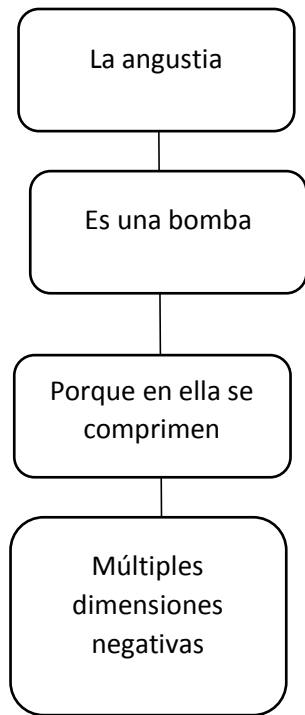 La angustia
Es una bomba
Porque en ella se
comprimen
Múltiples
dimensiones
negativas